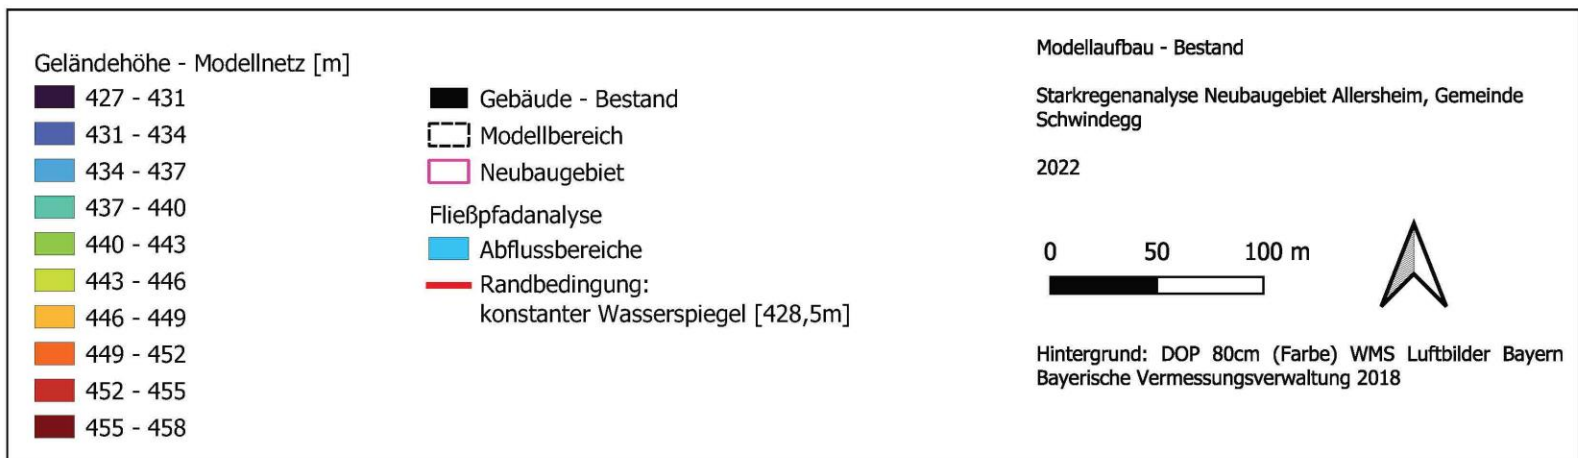 Geländehöhe - Modellnetz [m]
427 - 431
431 - 434
434 - 437
437 - 440
440 - 443
443 - 446
446 - 449
449 - 452
452 - 455
455 - 458
Gebäude - Bestand
Modellbereich
Neubaugebiet
Fließpfadanalyse
Abflussbereiche
Randbedingung:
konstanter Wasserspiegel [428,5m]
Modellaufbau - Bestand
Starkregenanalyse Neubaugebiet Allersheim, Gemeinde
Schwindegg
2022
0 50 100 m
Hintergrund: DOP 80cm (Farbe) WMS Luftbilder Bayern
Bayerische Vermessungsverwaltung 2018